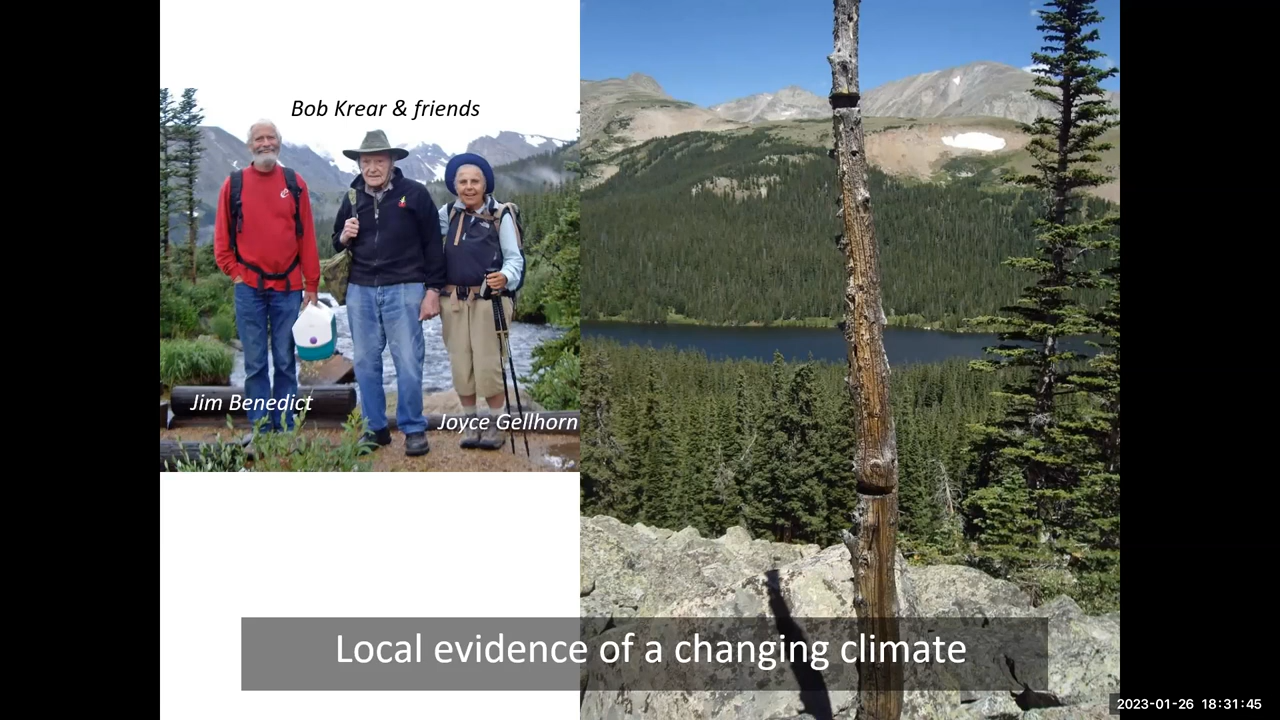 Bob Krear & friends
Jim Benedict
Joyce Gellhorn
Local evidence of a changing climate
2023-01-26 18:31:45